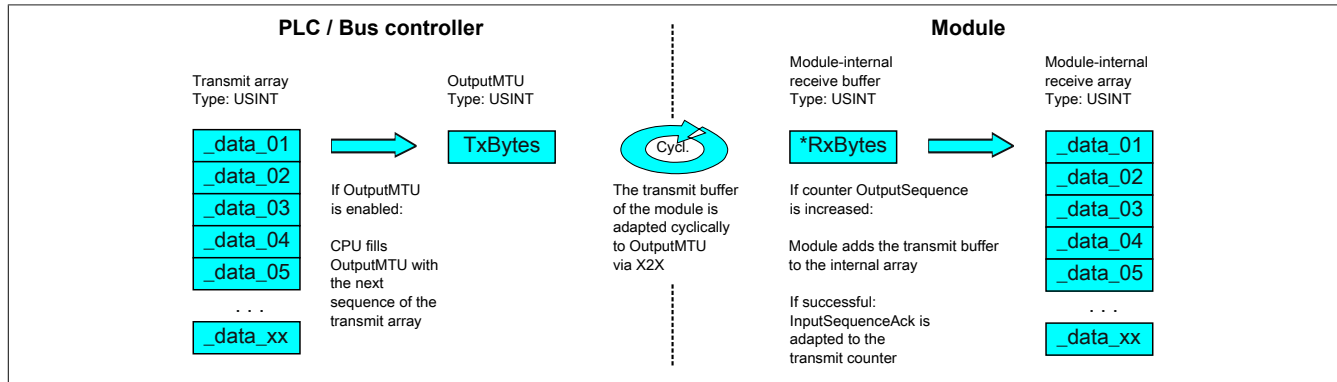 PLC / Bus controller
Module
Transmit array
Type: USINT
OutputMTU
Type: USINT
Module-internal
receive buffer
Type: USINT
Module-internal
receive array
Type: USINT
_data_01
_data_02
_data_03
_data_04
_data_05
. . .
_data_xx
TxBytes
If OutputMTU
is enabled:
CPU fills
OutputMTU with
the next
sequence of the
transmit array
Cycl.
The transmit buffer
of the module is
adapted cyclically
to OutputMTU
via X2X
*RxBytes
If counter OutputSequence
is increased:
Module adds the transmit buffer
to the internal array
If successful:
InputSequenceAck is
adapted to the
transmit counter
_data_01
_data_02
_data_03
_data_04
_data_05
. . .
_data_xx